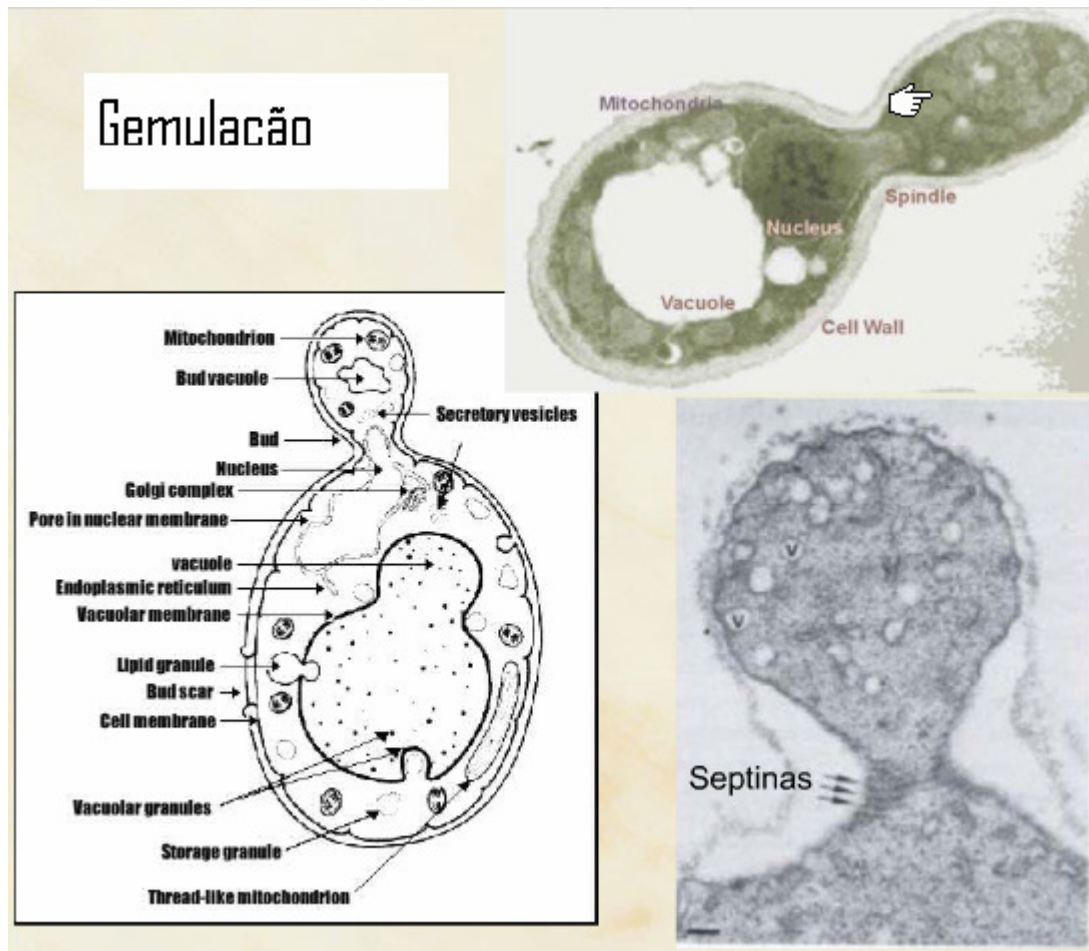 Gemulacão
Mitochondria
Spindle
Nucleus
Vacuole
Cell Wall
Mitochondrion
Bud vacuole
Secretory vesicles
Bud
Nucleus
Golgi complex
Pore in nuclear membrane
vacuole
Endoplasmic reticulum
Vacuolar membrane
Lipid granule
Bud scar
Cell membrane
Vacuolar granules
Storage granule
Thread-like mitochondrion
V
V
Septinas